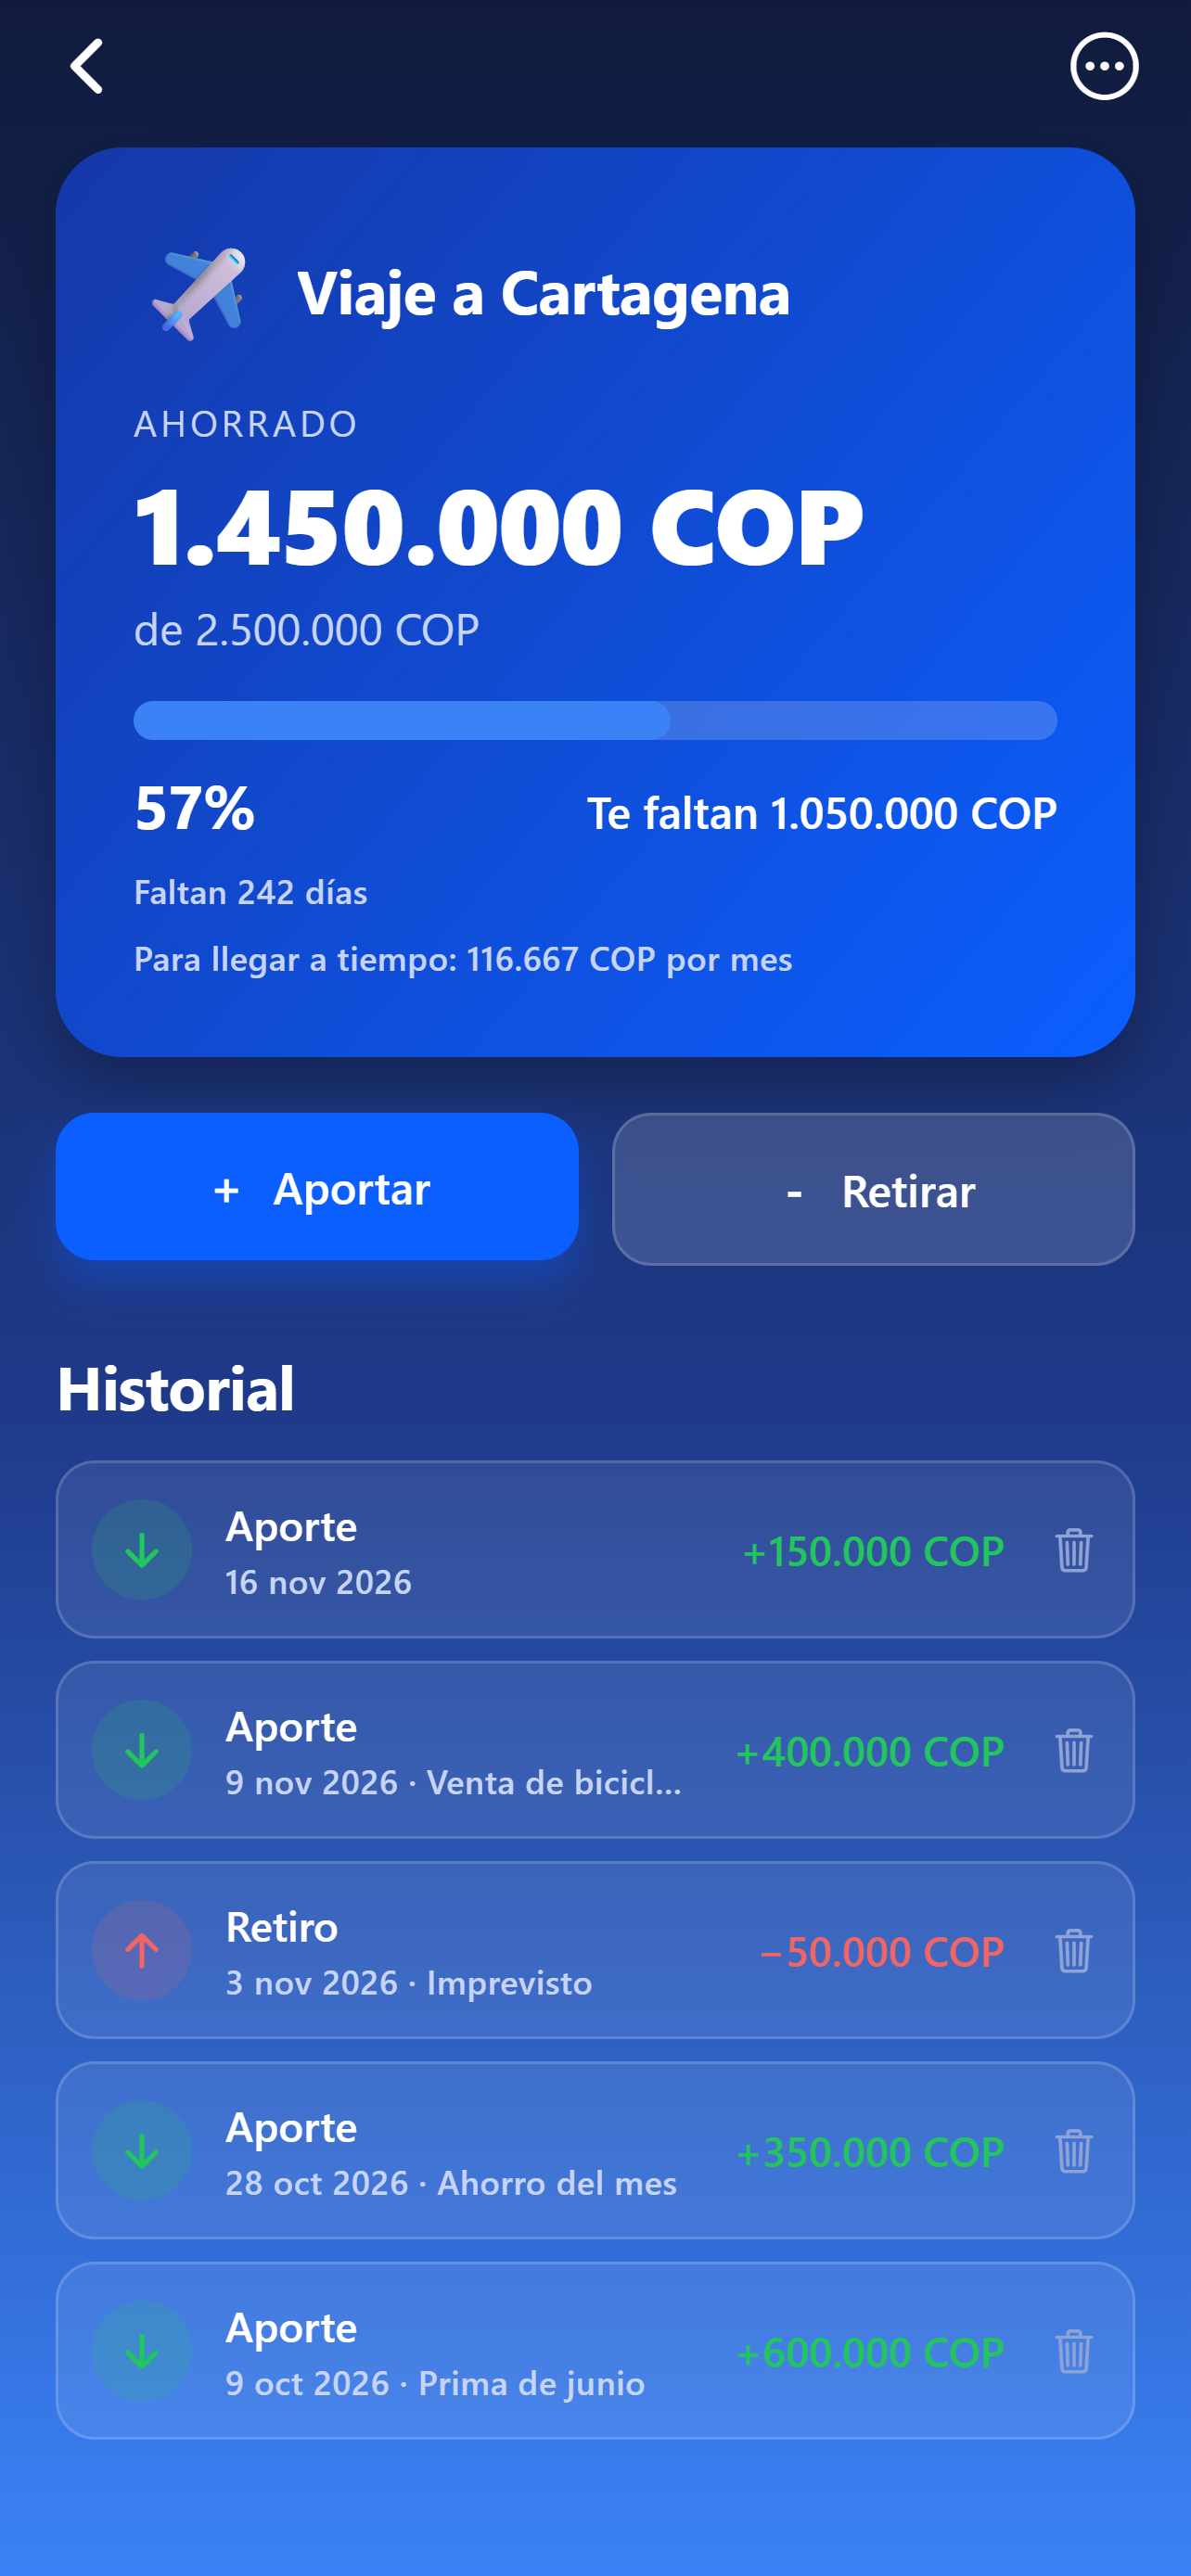 Viaje a Cartagena
AHORRADO
1.450.000 COP
de 2.500.000 COP
57%
Te faltan 1.050.000 COP
Faltan 242 días
Para llegar a tiempo: 116.667 COP por mes
+ Aportar
- Retirar
Historial
Aporte
16 nov 2026
+150.000 COP
Aporte
9 nov 2026 · Venta de bicicl...
+400.000 COP
Retiro
3 nov 2026 · Imprevisto
−50.000 COP
Aporte
28 oct 2026 · Ahorro del mes
+350.000 COP
Aporte
9 oct 2026 · Prima de junio
+600.000 COP